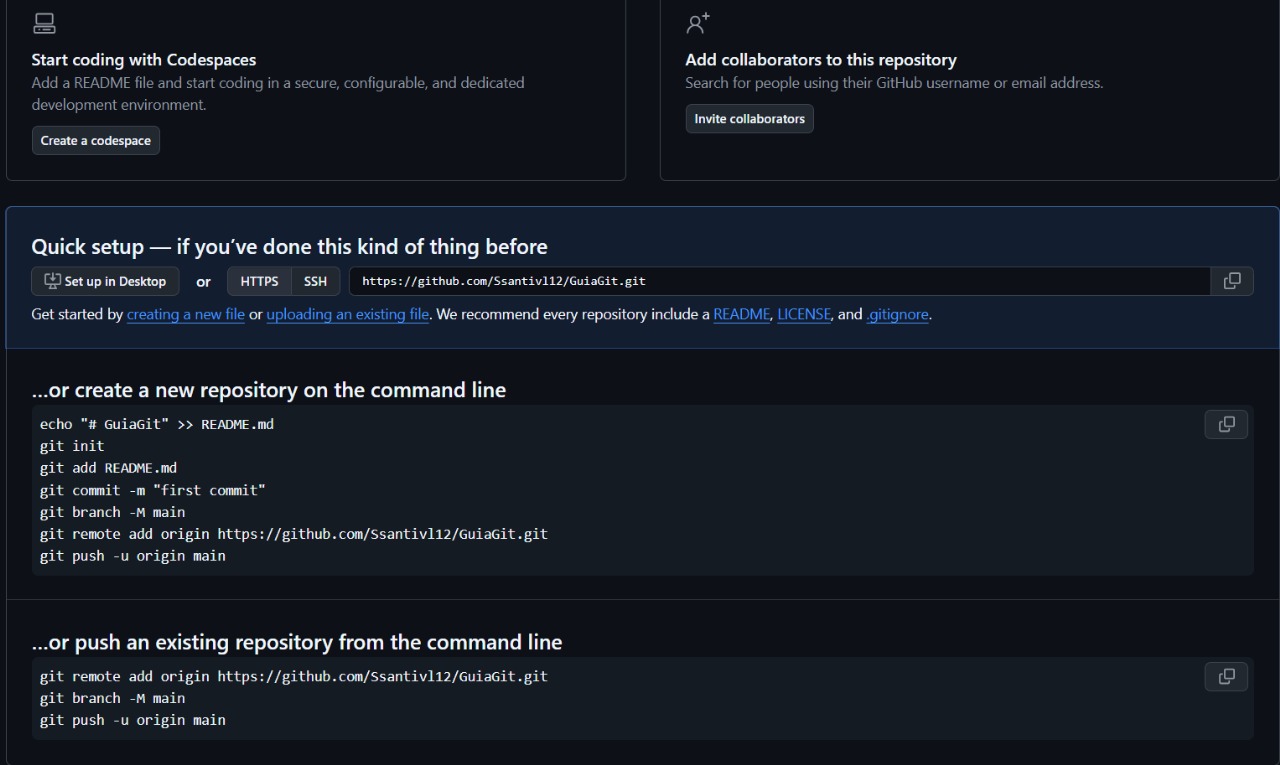 Start coding with Codespaces
Add a README file and start coding in a secure, configurable, and dedicated
development environment.
Create a codespace
Add collaborators to this repository
Search for people using their GitHub username or email address.
Invite collaborators
Quick setup — if you've done this kind of thing before
Set up in Desktop or HTTPS SSH https://github.com/Ssantivl12/GuiaGit.git
Get started by creating a new file or uploading an existing file. We recommend every repository include a README, LICENSE, and .gitignore.
...or create a new repository on the command line
echo "# GuiaGit" >> README.md
git init
git add README.md
git commit -m "first commit"
git branch -M main
git remote add origin https://github.com/Ssantivl12/GuiaGit.git
git push -u origin main
...or push an existing repository from the command line
git remote add origin https://github.com/Ssantivl12/GuiaGit.git
git branch -M main
git push -u origin main